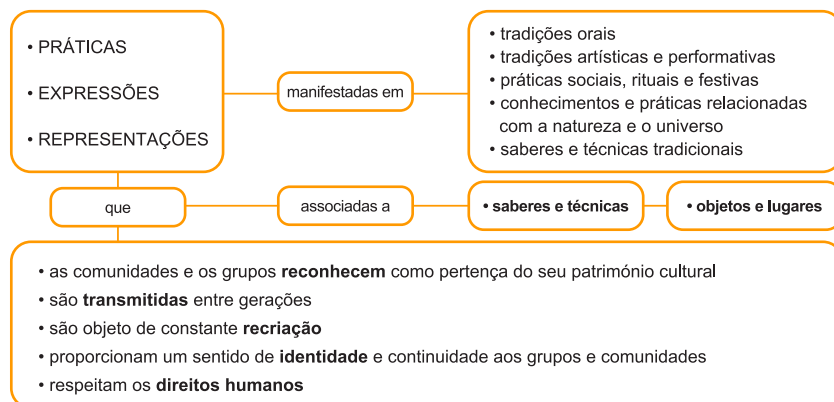 • PRÁTICAS
• EXPRESSÕES
• REPRESENTAÇÕES
manifestadas em
• tradições orais
• tradições artísticas e performativas
• práticas sociais, rituais e festivas
• conhecimentos e práticas relacionadas
com a natureza e o universo
• saberes e técnicas tradicionais
que
associadas a
• saberes e técnicas
• objetos e lugares
• as comunidades e os grupos reconhecem como pertença do seu património cultural
• são transmitidas entre gerações
• são objeto de constante recriação
• proporcionam um sentido de identidade e continuidade aos grupos e comunidades
• respeitam os direitos humanos